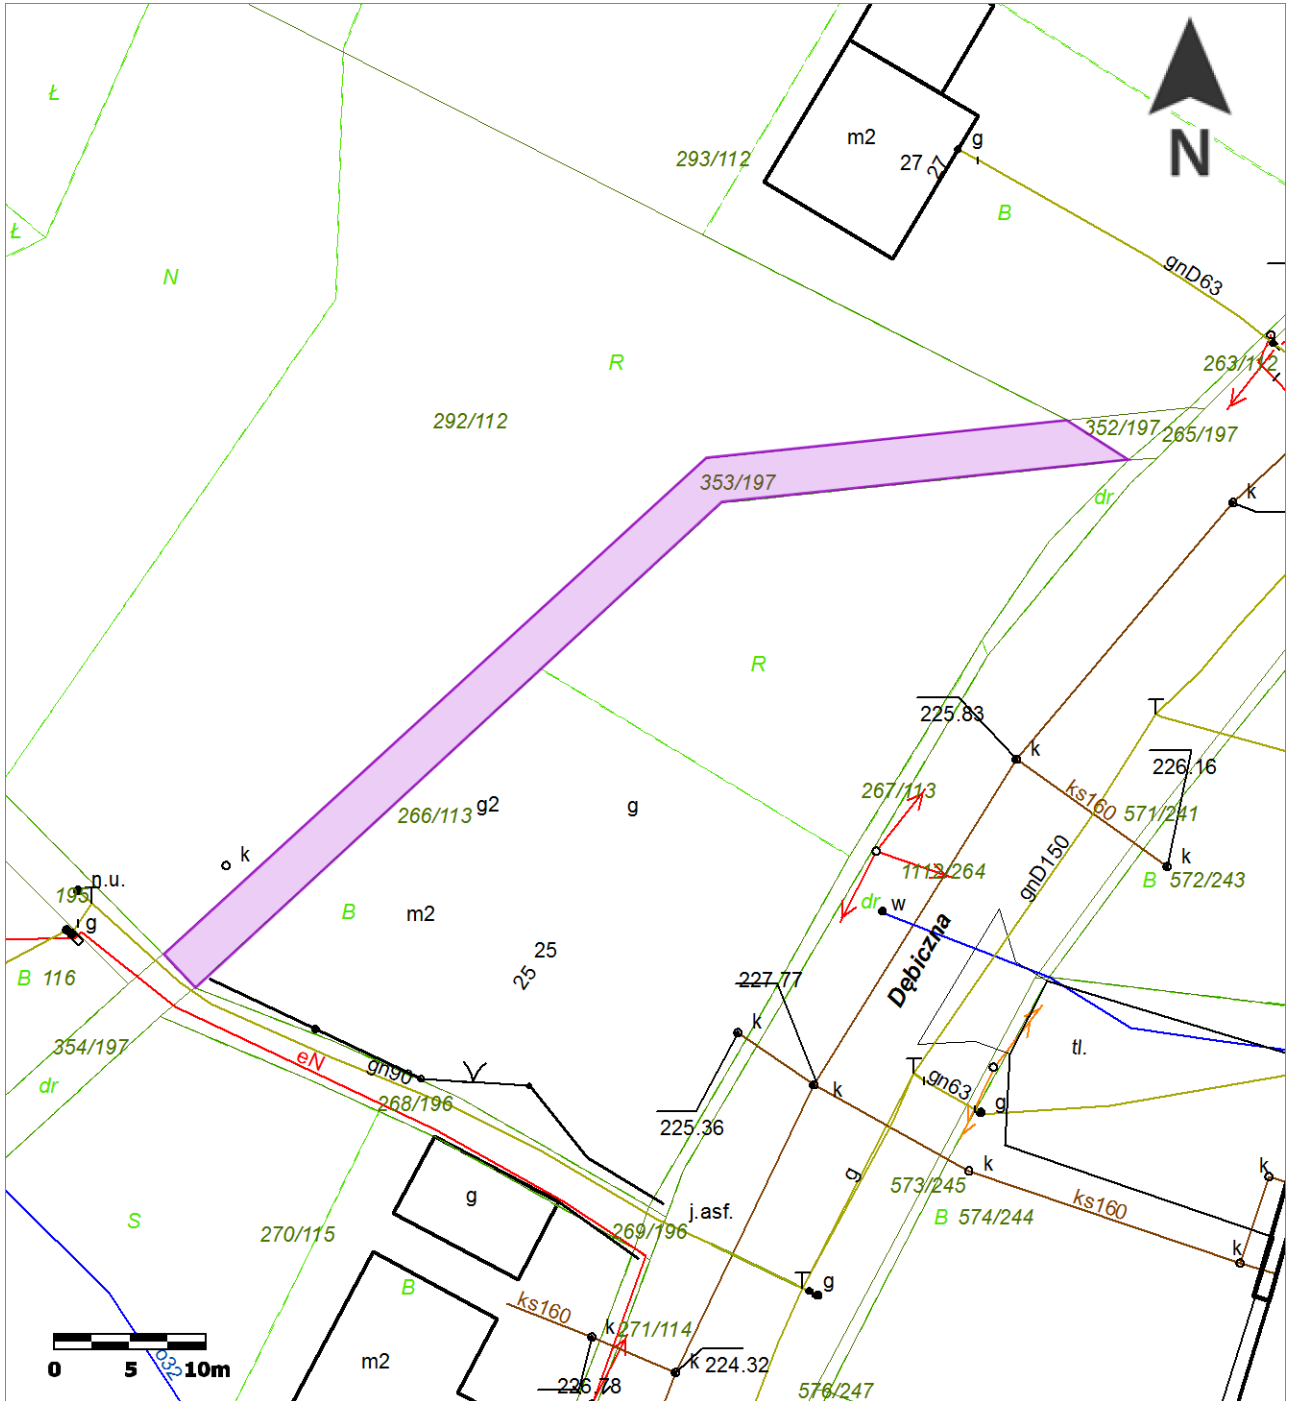 Ł
293/112
m2
27
27
g
N
B
Ł
N
gnD63
R
263/112
292/112
352/197
265/197
353/197
dr
k
R
225.83
k
226.16
267/113
ks160
571/241
g2
g
266/113
gnD150
k
k
n.u.
195
1112/264
B
572/243
g
B
m2
dr
w
25
25
Dębiczna
B
116
227.77
k
354/197
eN
gn90
tl.
dr
268/196
k
gn63
g
225.36
k
k
g
573/245
ks160
S
g
j.asf.
B
574/244
270/115
269/196
k
B
g
ks160
k
271/114
m2
k
224.32
0
5
10m
o32
226.78
576/247